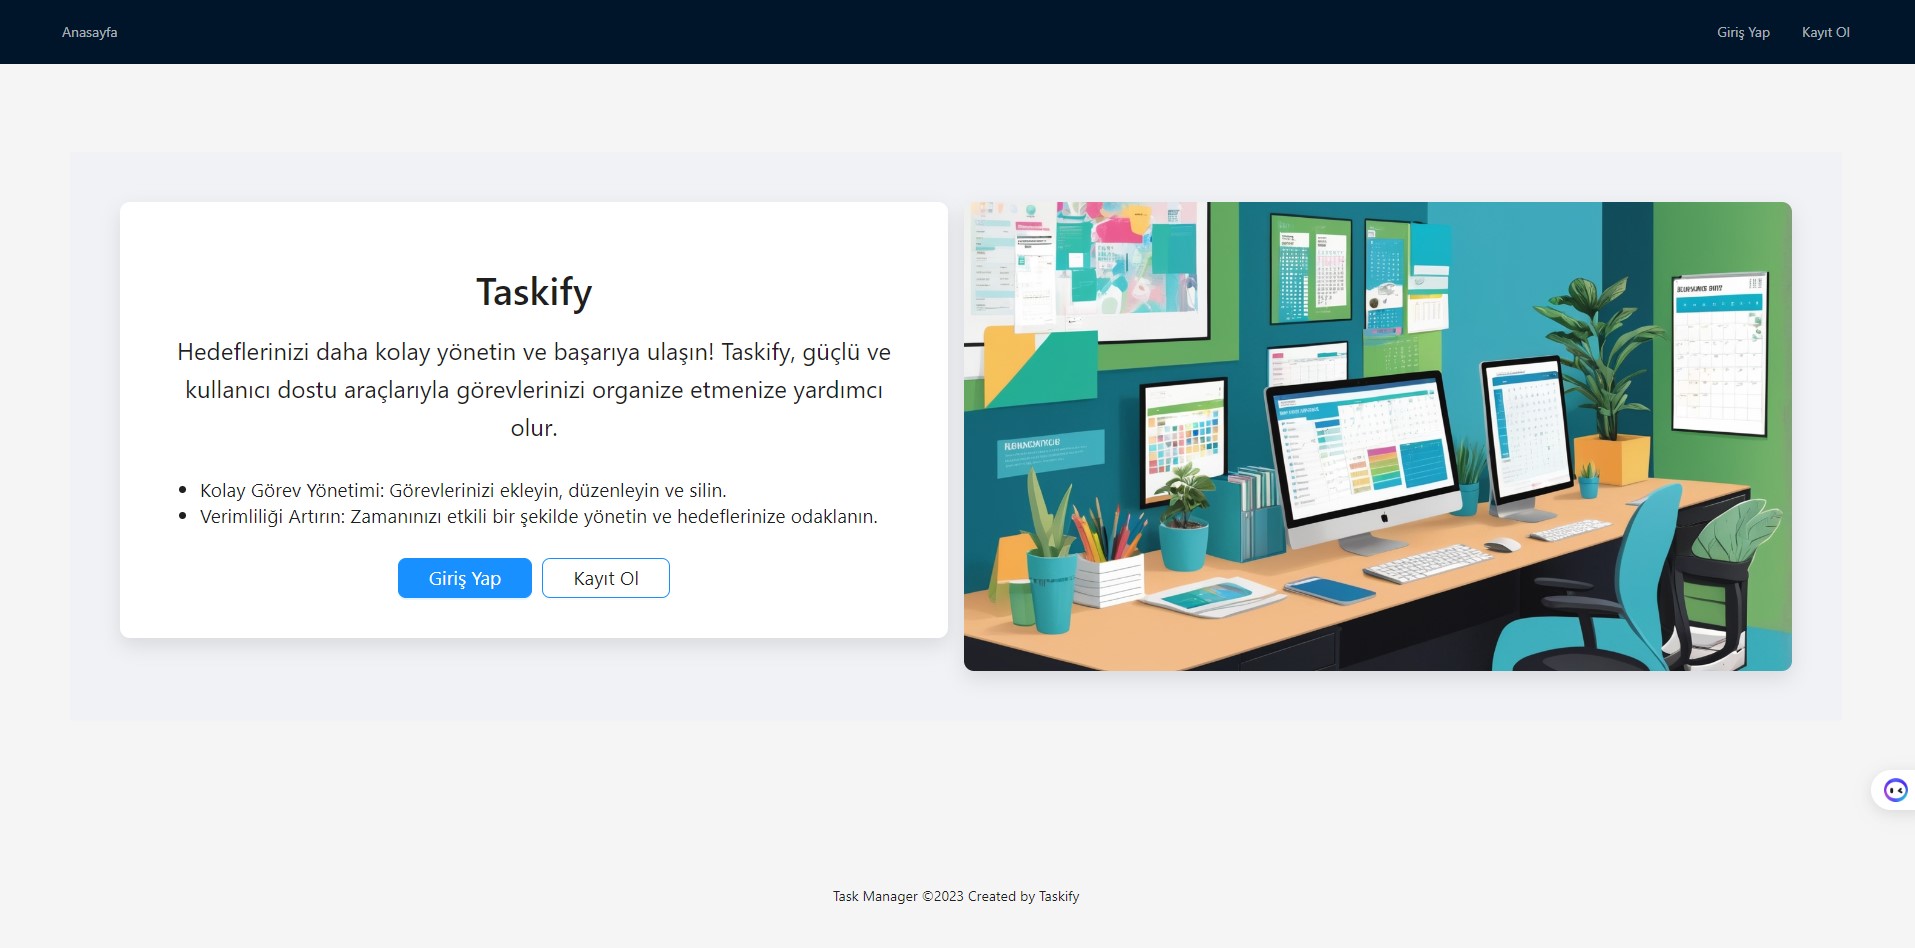 Anasayfa
Giriş Yap
Kayıt Ol
Taskify
Hedeflerinizi daha kolay yönetin ve başarıya ulaşın! Taskify, güçlü ve
kullanıcı dostu araçlarıyla görevlerinizi organize etmenize yardımcı
olur.
Kolay Görev Yönetimi: Görevlerinizi ekleyin, düzenleyin ve silin.
Verimliliği Artırın: Zamanınızı etkili bir şekilde yönetin ve hedeflerinize odaklanın.
Giriş Yap
Kayıt Ol
Task Manager ©2023 Created by Taskify